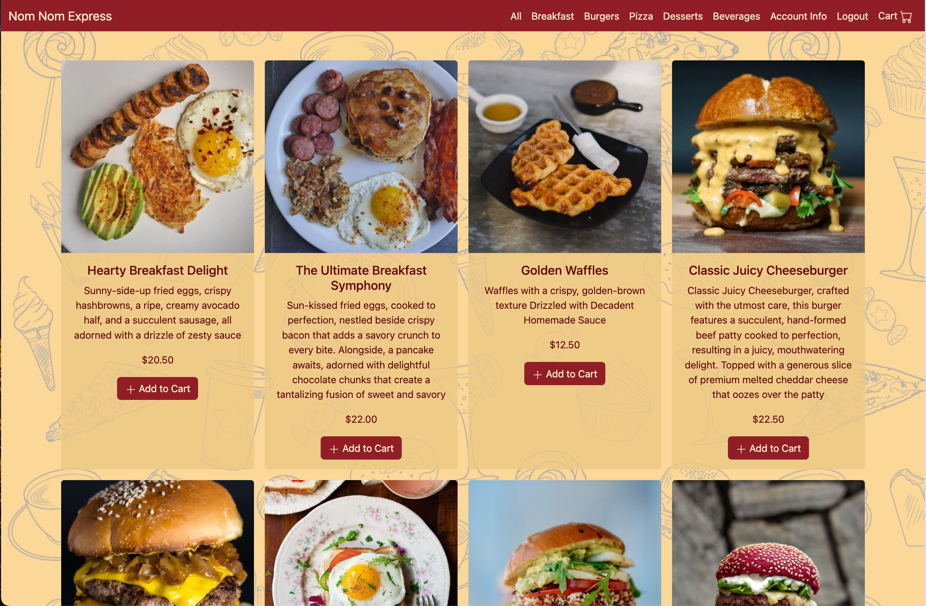 Nom Nom Express
All Breakfast Burgers Pizza Desserts Beverages Account Info Logout Cart
Hearty Breakfast Delight
Sunny-side-up fried eggs, crispy
hashbrowns, a ripe, creamy avocado
half, and a succulent sausage, all
adorned with a drizzle of zesty sauce
$20.50
+ Add to Cart
The Ultimate Breakfast
Symphony
Sun-kissed fried eggs, cooked to
perfection, nestled beside crispy
bacon that adds a savory crunch to
every bite. Alongside, a pancake
awaits, adorned with delightful
chocolate chunks that create a
tantalizing fusion of sweet and savory
$22.00
+ Add to Cart
Golden Waffles
Waffles with a crispy, golden-brown
texture Drizzled with Decadent
Homemade Sauce
$12.50
+ Add to Cart
Classic Juicy Cheeseburger
Classic Juicy Cheeseburger, crafted
with the utmost care, this burger
features a succulent, hand-formed
beef patty cooked to perfection,
resulting in a juicy, mouthwatering
delight. Topped with a generous slice
of premium melted cheddar cheese
that oozes over the patty
$22.50
+ Add to Cart